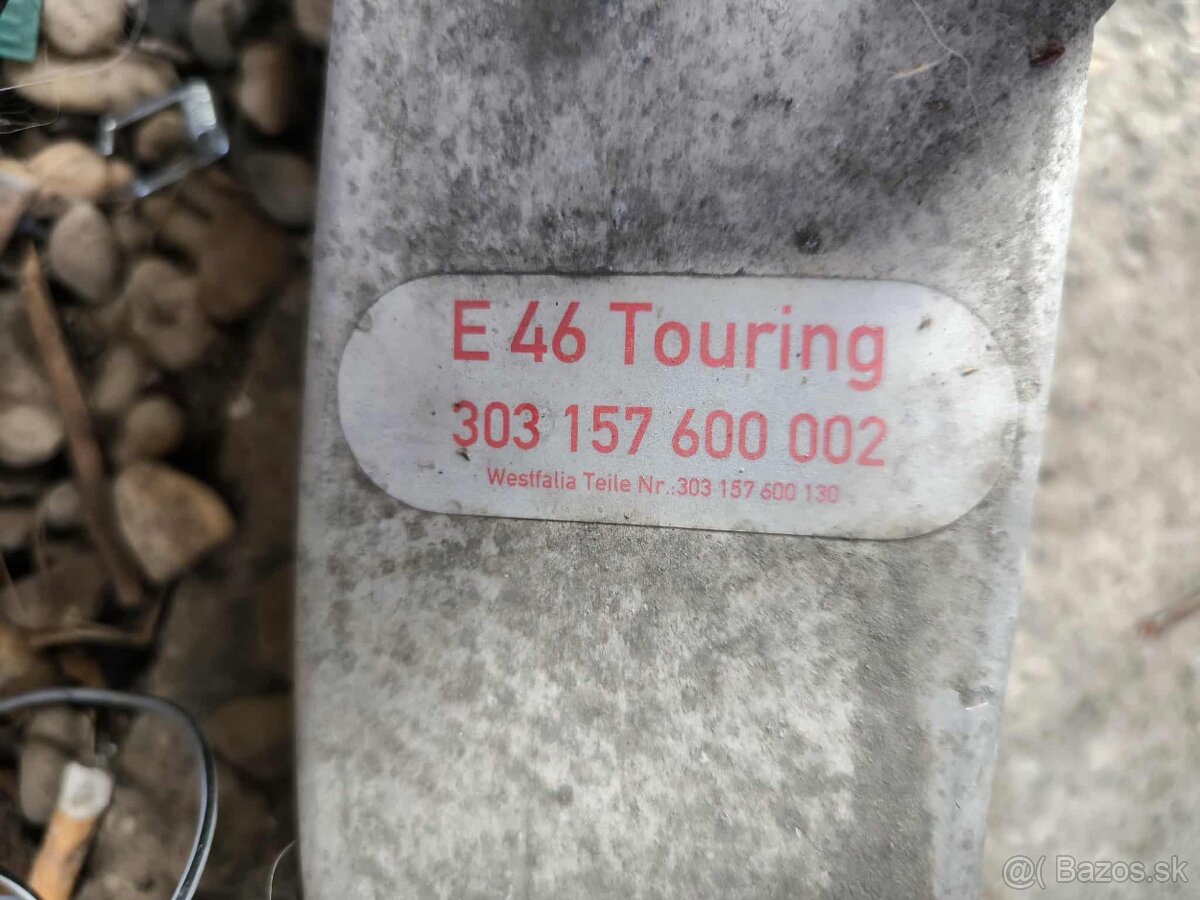 E 46 Touring
303 157 600 002
Westfalia Teile Nr.:303 157 600 130
@( Bazos.sk